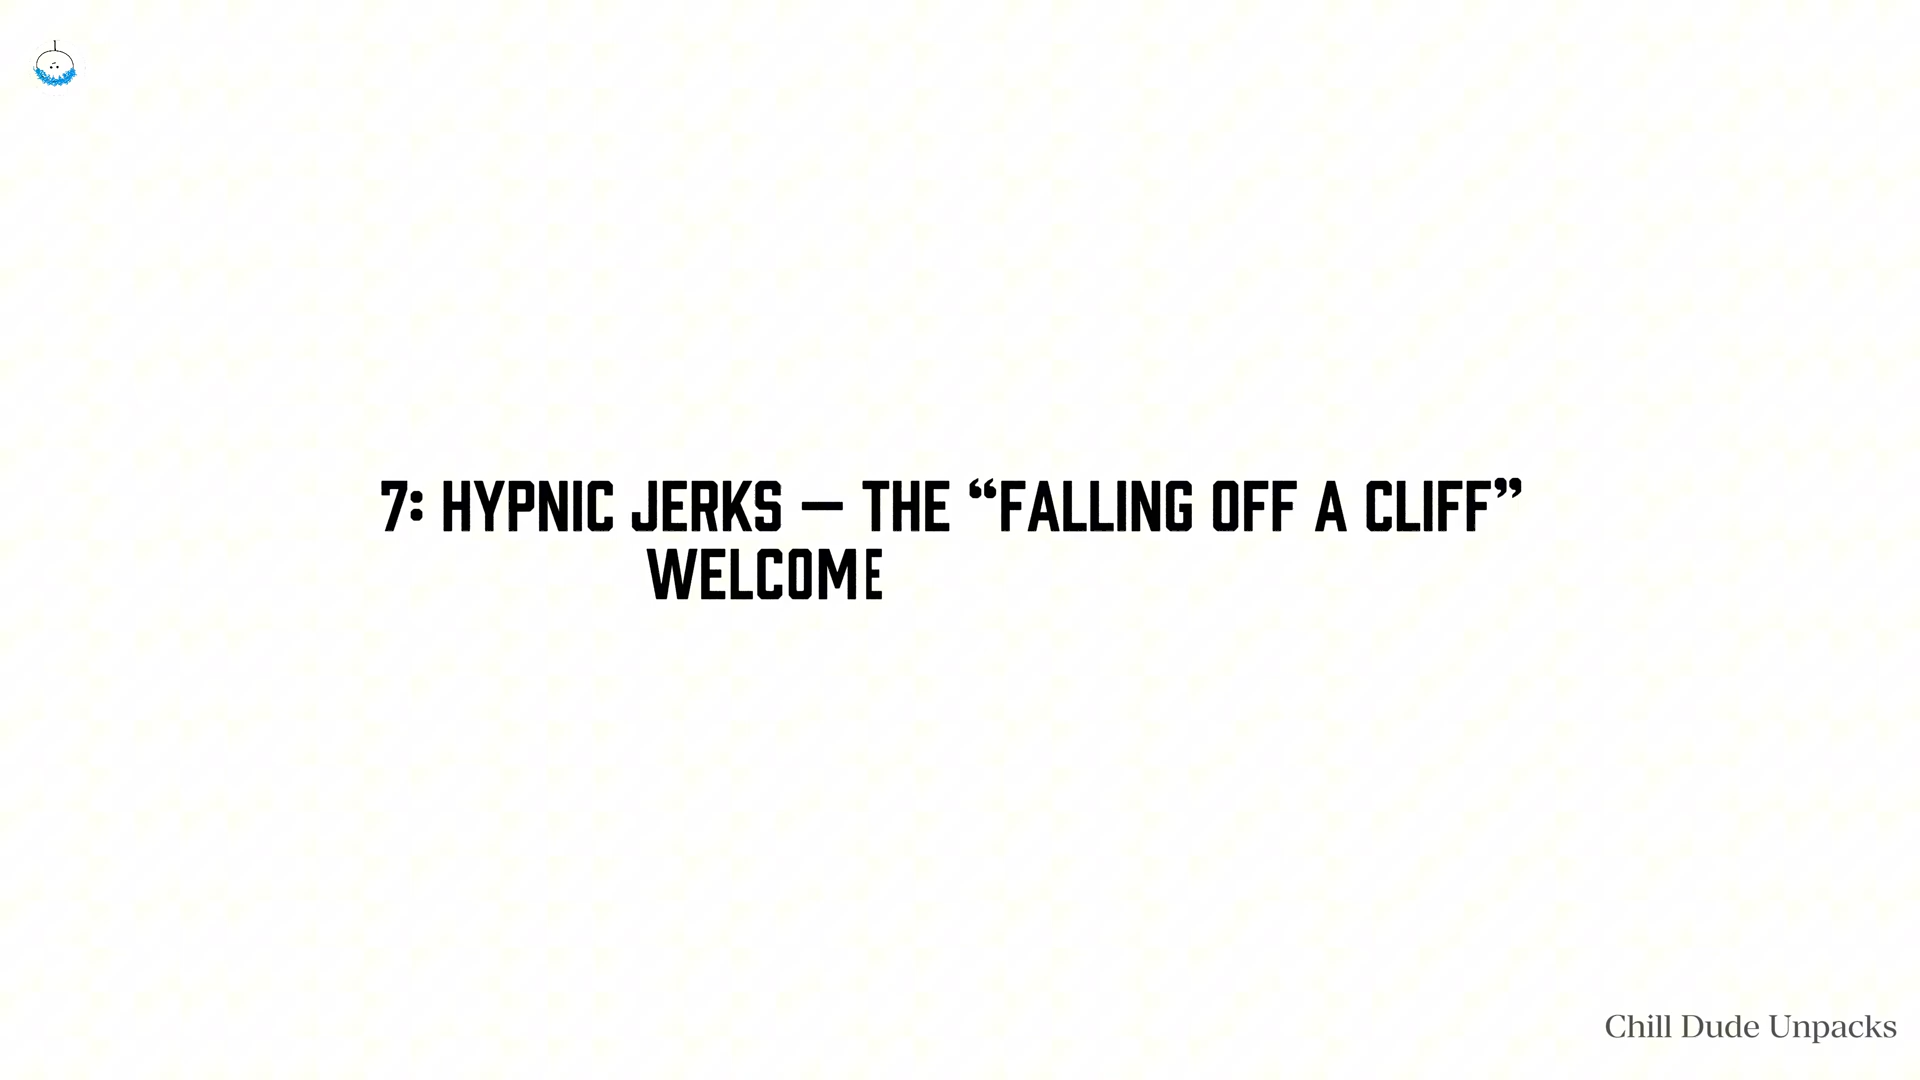 7: HYPNIC JERKS — THE “FALLING OFF A CLIFF”
WELCOME
Chill Dude Unpacks